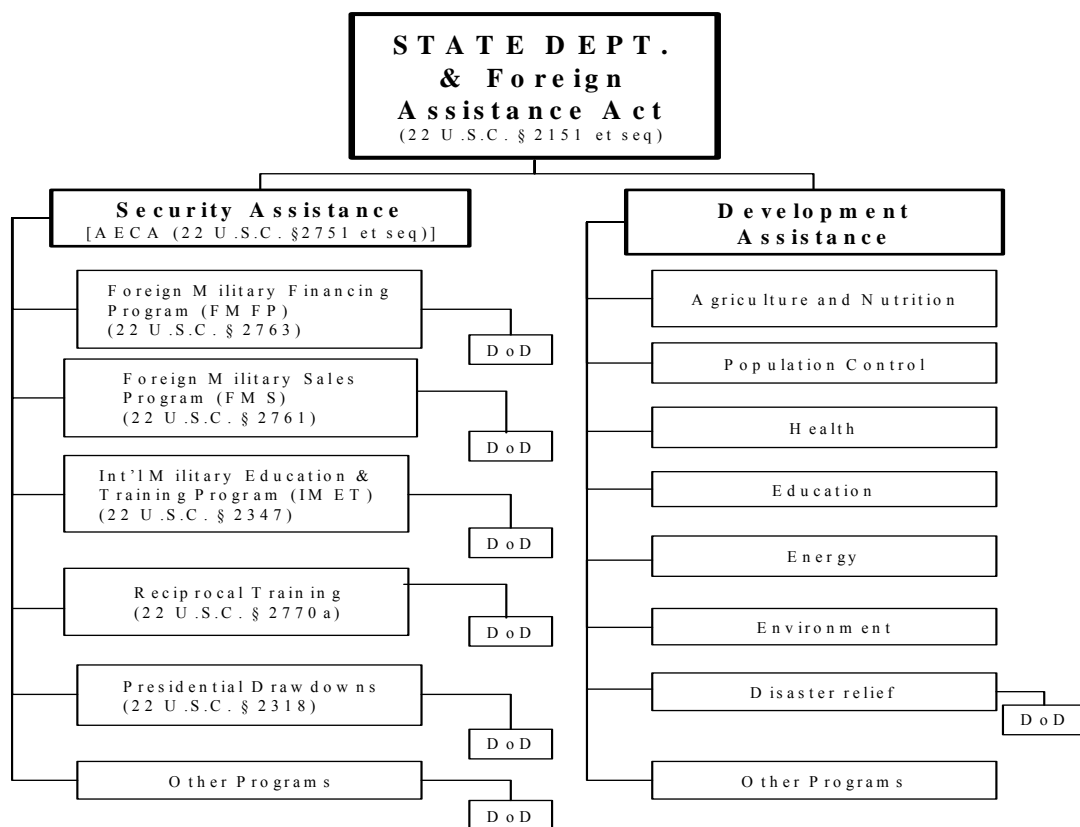 STATE DEPT.
& Foreign
Assistance Act
(22 U.S.C. § 2151 et seq)
Security Assistance
[AECA (22 U.S.C. §2751 et seq)]
Foreign Military Financing
Program (FMFP)
(22 U.S.C. § 2763)
DoD
Foreign Military Sales
Program (FMS)
(22 U.S.C. § 2761)
DoD
Int'l Military Education &
Training Program (IMET)
(22 U.S.C. § 2347)
DoD
Reciprocal Training
(22 U.S.C. § 2770a)
DoD
Presidential Drawdowns
(22 U.S.C. § 2318)
DoD
Other Programs
DoD
Development
Assistance
Agriculture and Nutrition
Population Control
Health
Education
Energy
Environment
Disaster relief
DoD
Other Programs